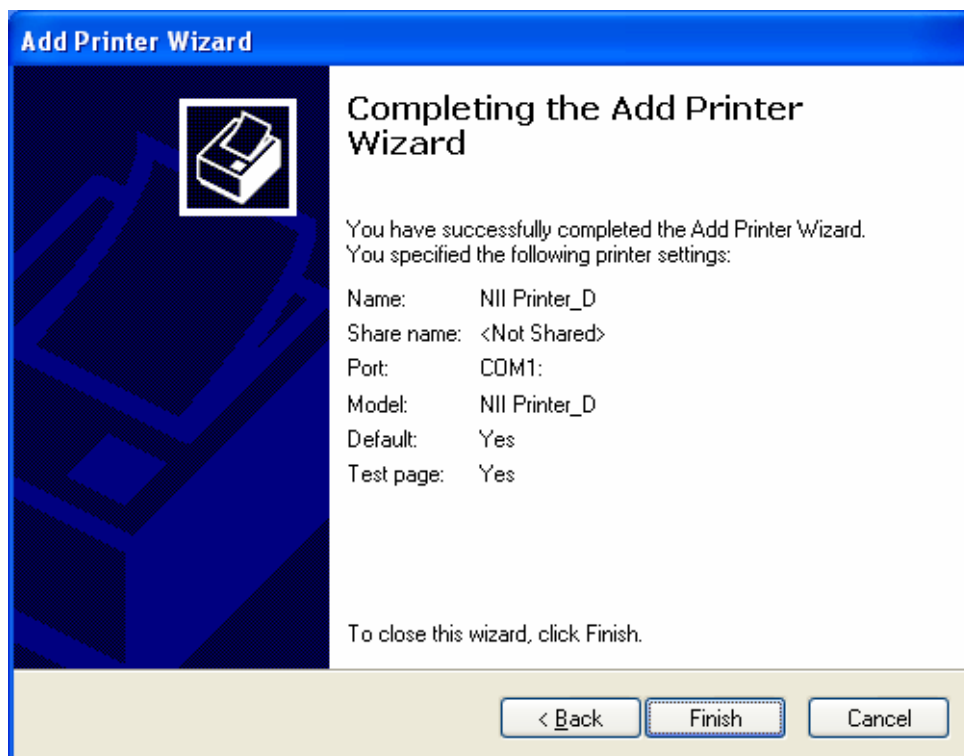 Add Printer Wizard
Completing the Add Printer
Wizard
You have successfully completed the Add Printer Wizard.
You specified the following printer settings:
Name: NII Printer_D
Share name: <Not Shared>
Port: COM1:
Model: NII Printer_D
Default: Yes
Test page: Yes
To close this wizard, click Finish.
< Back Finish Cancel